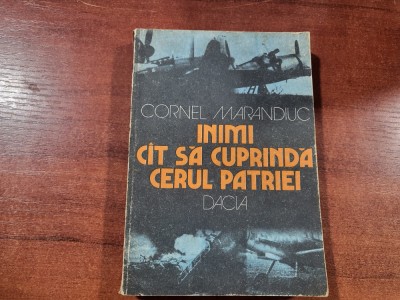 CORNEL MARANDIUC
INIMI
CÎT SĂ CUPRINDĂ
CERUL PATRIEI
DACIA